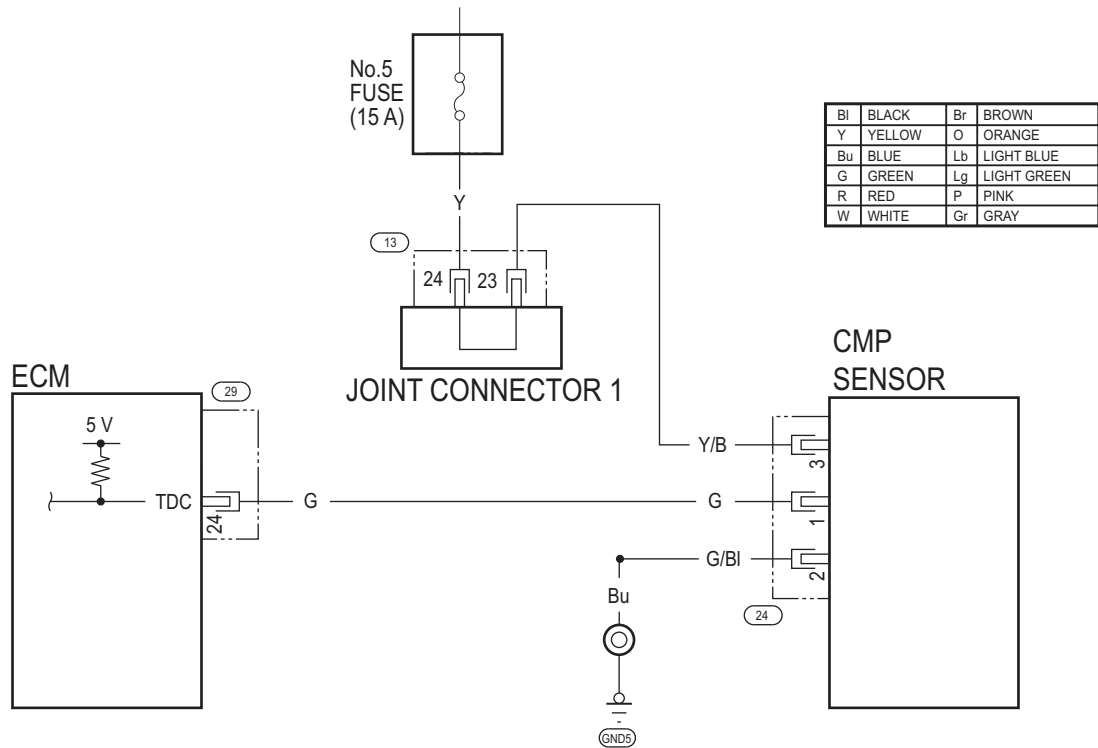 No.5
FUSE
(15 A)
Bl BLACK Br BROWN
Y YELLOW O ORANGE
Bu BLUE Lb LIGHT BLUE
G GREEN Lg LIGHT GREEN
R RED P PINK
W WHITE Gr GRAY
Y
13
24 23
JOINT CONNECTOR 1
ECM
29
5 V
TDC
24
G
G
CMP
SENSOR
Y/B
3
1
G/Bl
2
24
Bu
GND5